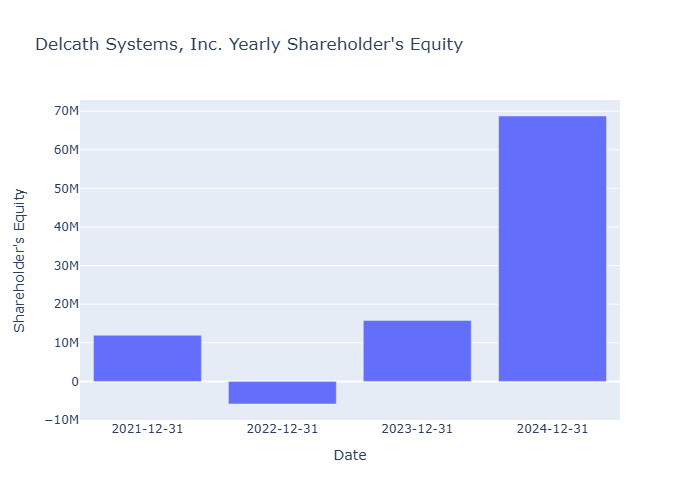 Delcath Systems, Inc. Yearly Shareholder's Equity
70M
60M
50M
40M
30M
20M
10M
0
−10M
Shareholder's Equity
2021-12-31
2022-12-31
2023-12-31
2024-12-31
Date